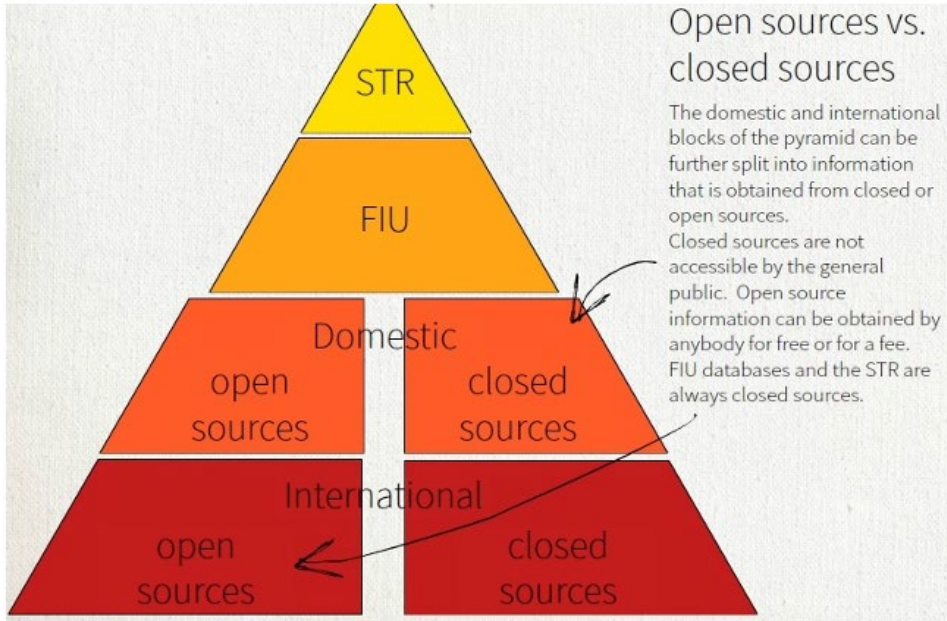 STR
FIU
Domestic
open
sources
closed
sources
International
open
sources
closed
sources
Open sources vs.
closed sources
The domestic and international
blocks of the pyramid can be
further split into information
that is obtained from closed or
open sources.
Closed sources are not
accessible by the general
public. Open source
information can be obtained by
anybody for free or for a fee.
FIU databases and the STR are
always closed sources.